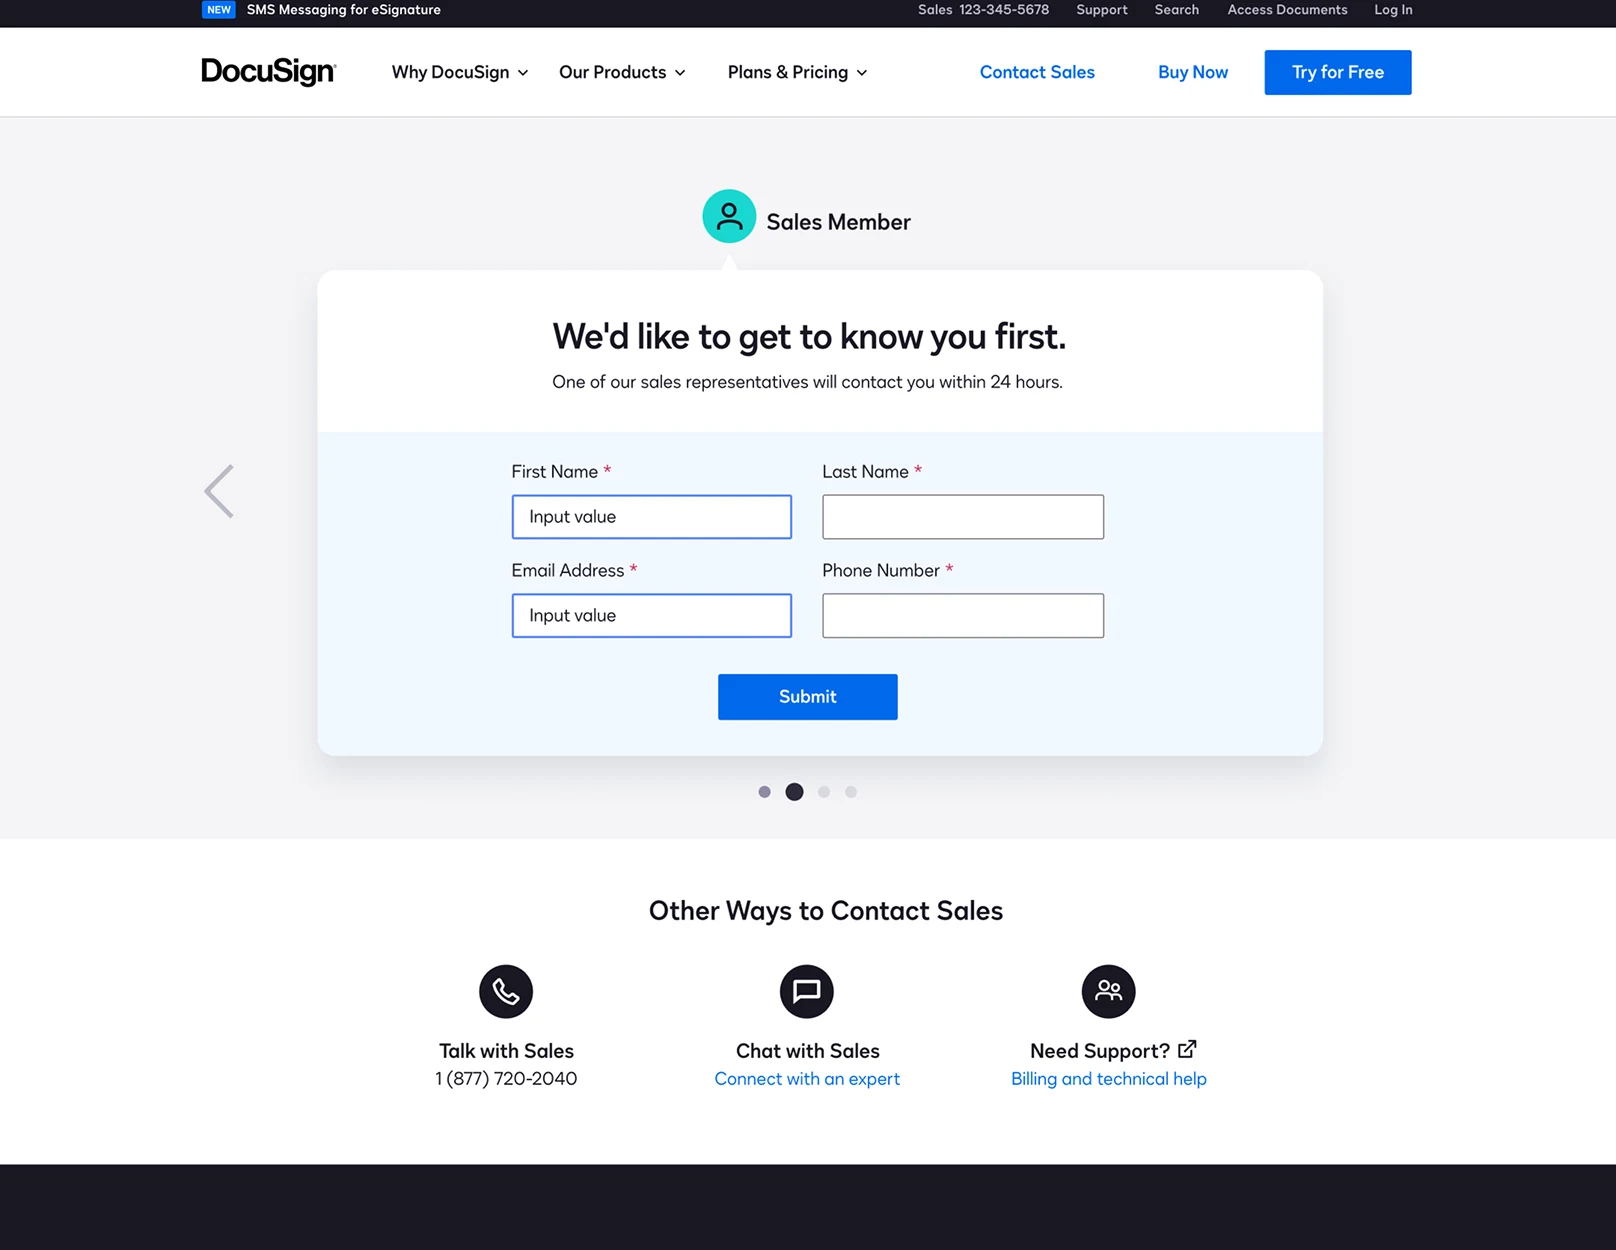 NEW SMS Messaging for eSignature Sales 123-345-5678 Support Search Access Documents Log In
DocuSign Why DocuSign Our Products Plans & Pricing Contact Sales Buy Now Try for Free
Sales Member
We'd like to get to know you first.
One of our sales representatives will contact you within 24 hours.
First Name * Last Name *
Input value
Email Address * Phone Number *
Input value
Submit
Other Ways to Contact Sales
Talk with Sales Chat with Sales Need Support?
1 (877) 720-2040 Connect with an expert Billing and technical help